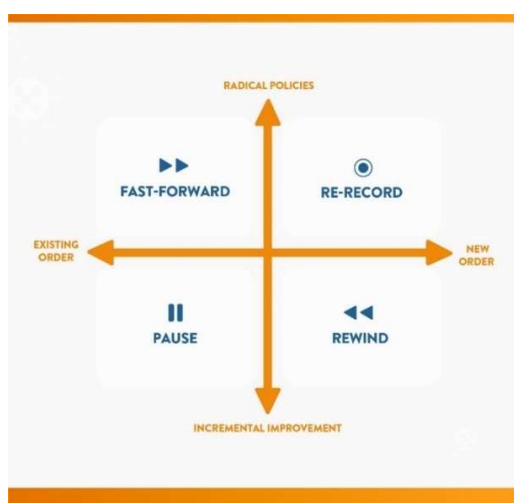 RADICAL POLICIES
FAST-FORWARD
RE-RECORD
EXISTING
ORDER
NEW
ORDER
PAUSE
REWIND
INCREMENTAL IMPROVEMENT